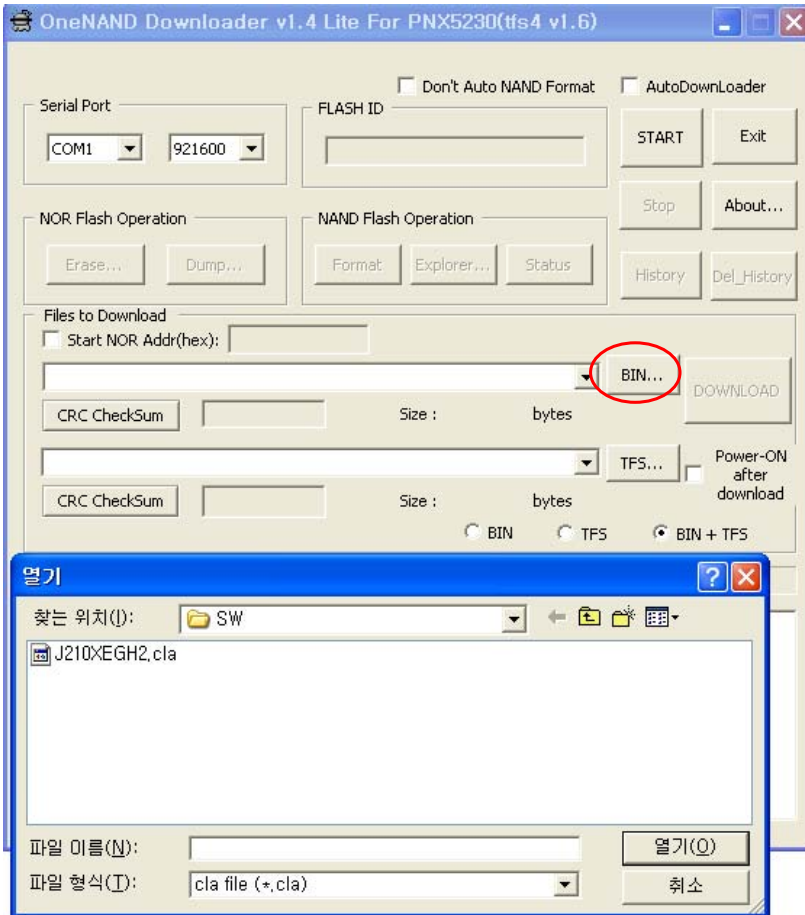 OneNAND Downloader v1.4 Lite For PNX5230(tfs4 v1.6)
Don't Auto NAND Format
AutoDownLoader
Serial Port
FLASH ID
COM1
921600
START
Exit
Stop
About...
NOR Flash Operation
NAND Flash Operation
Erase...
Dump...
Format
Explorer...
Status
History
Del_History
Files to Download
Start NOR Addr(hex):
BIN...
DOWNLOAD
CRC CheckSum
Size :
bytes
TFS...
Power-ON
after
download
CRC CheckSum
Size :
bytes
BIN
TFS
BIN + TFS
열기
찾는 위치(I):
SW
J210XEGH2.cla
파일 이름(N):
열기(O)
파일 형식(T):
cla file (*.cla)
취소